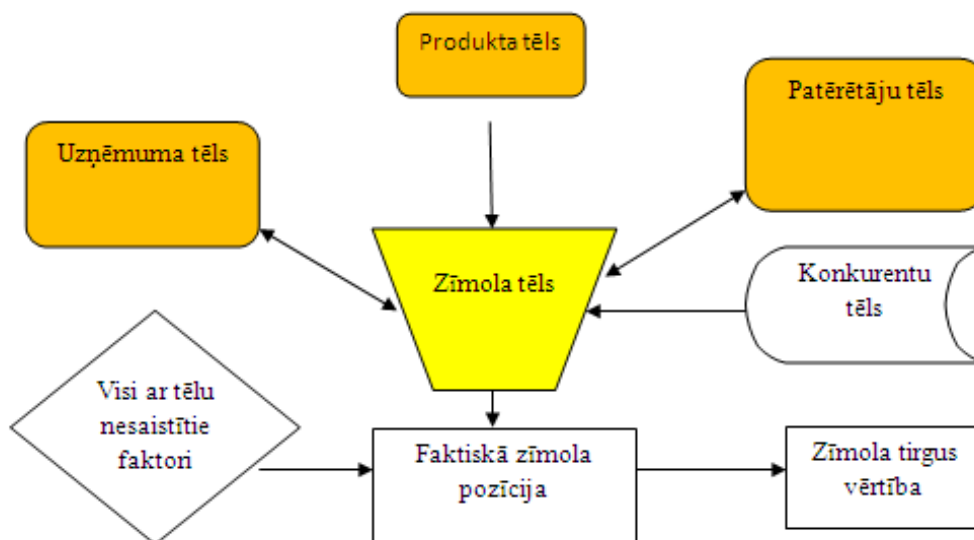 Produkta tēls
Patērētāju tēls
Uzņēmuma tēls
Zīmola tēls
Konkurentu
tēls
Visi ar tēlu
nesaistītie
faktori
Faktiskā zīmola
pozīcija
Zīmola tirgus
vērtība